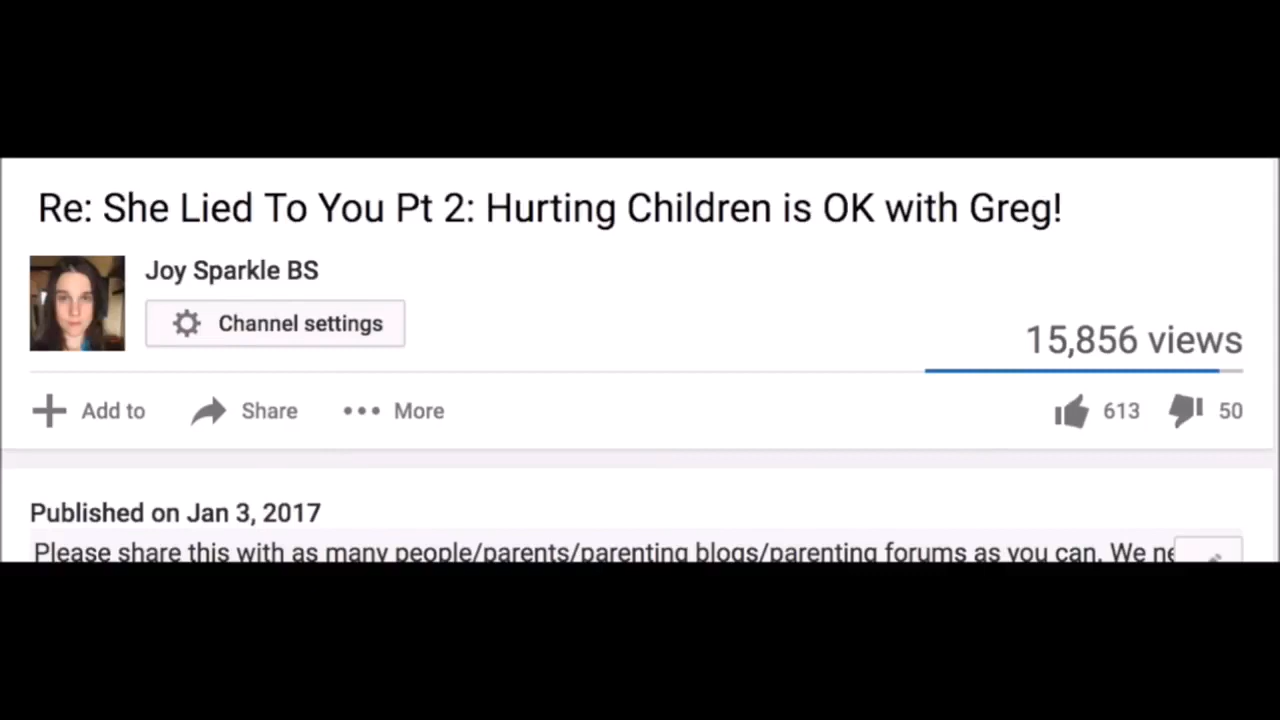 Re: She Lied To You Pt 2: Hurting Children is OK with Greg!
Joy Sparkle BS
Channel settings
15,856 views
Add to
Share
More
613
50
Published on Jan 3, 2017
Please share this with as many people/parents/parenting blogs/parenting forums as you can. We ne